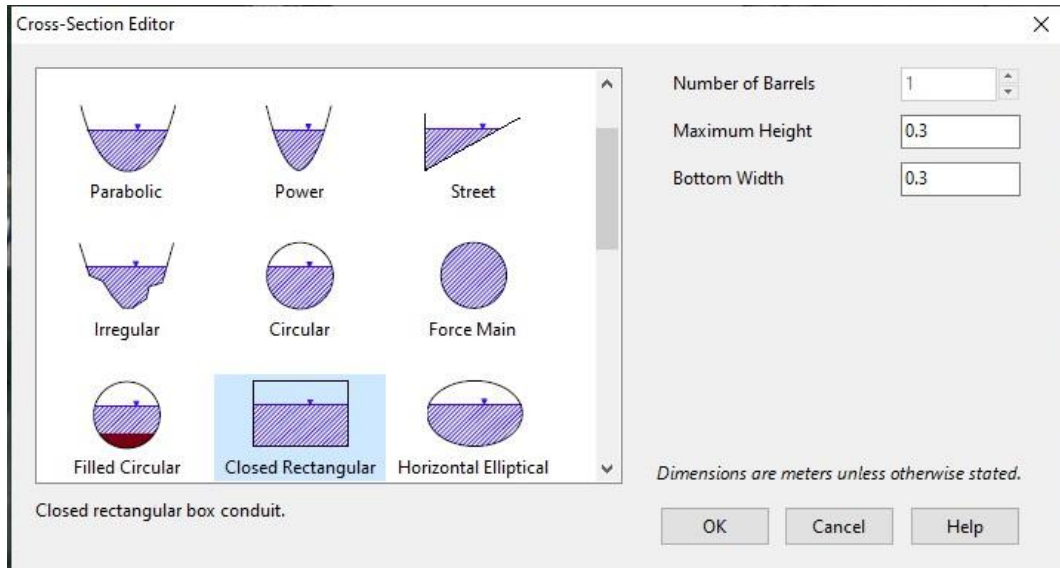 Cross-Section Editor
Parabolic
Power
Street
Irregular
Circular
Force Main
Filled Circular
Closed Rectangular
Horizontal Elliptical
Closed rectangular box conduit.
Number of Barrels
1
Maximum Height
0.3
Bottom Width
0.3
Dimensions are meters unless otherwise stated.
OK
Cancel
Help